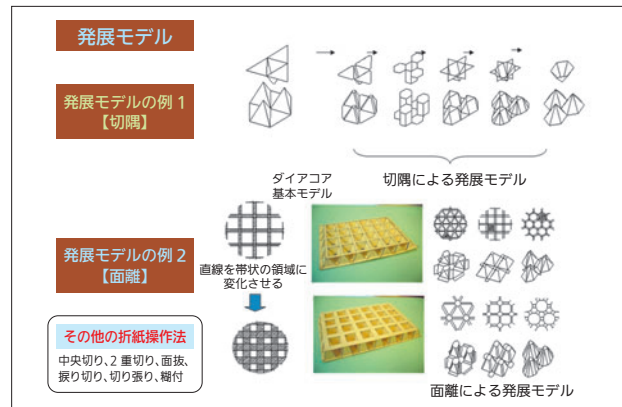 発展モデル
発展モデルの例 1
【切隅】
切隅による発展モデル
ダイアコア
基本モデル
発展モデルの例 2
【面離】
直線を帯状の領域に
変化させる
その他の折紙操作法
中央切り、2 重切り、面抜、
捩り切り、切り張り、糊付
面離による発展モデル